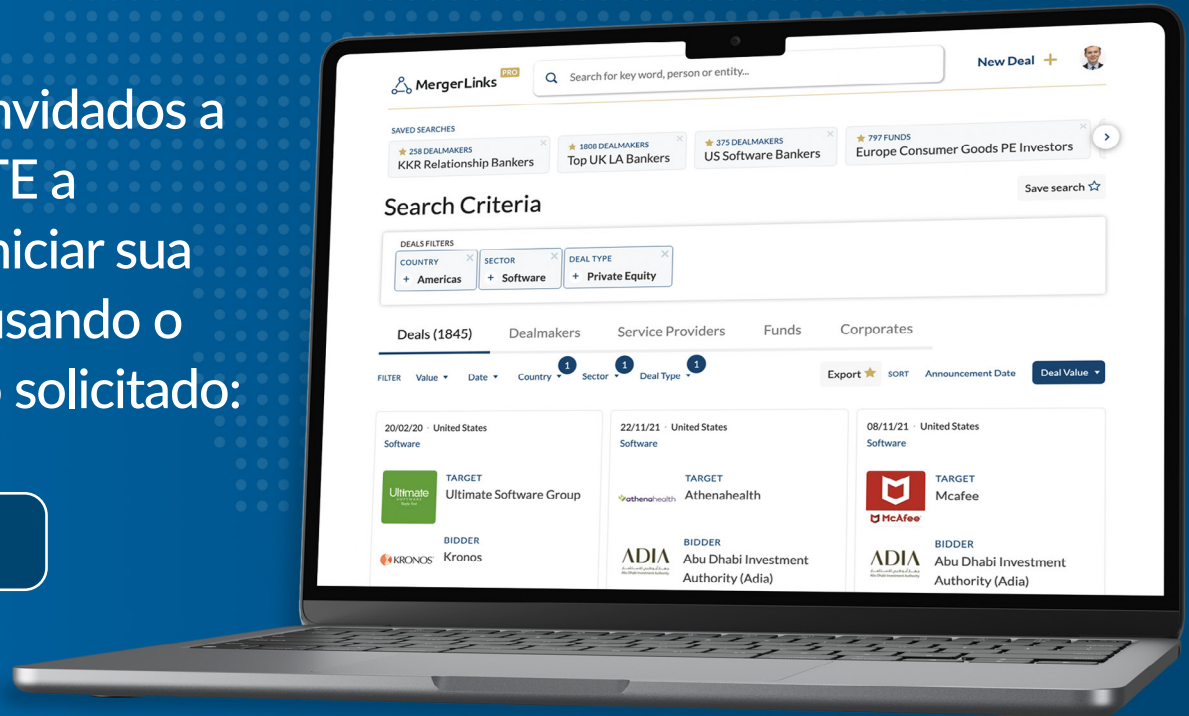 nvidados a
TE a
niciar sua
usando o
o solicitado:
MergerLinks PRO
Search for key word, person or entity...
New Deal +
SAVED SEARCHES
258 DEALMAKERS
KKR Relationship Bankers
1800 DEALMAKERS
Top UK LA Bankers
375 DEALMAKERS
US Software Bankers
797 FUNDS
Europe Consumer Goods PE Investors
Save search
Search Criteria
DEALS FILTERS
COUNTRY
+ Americas
SECTOR
+ Software
DEAL TYPE
+ Private Equity
Deals (1845) Dealmakers Service Providers Funds Corporates
FILTER Value Date Country 1 Sector 1 Deal Type 1 Export SORT Announcement Date Deal Value
20/02/20 · United States
Software
Ultimate
SOFTWARE
TARGET
Ultimate Software Group
KRONOS
BIDDER
Kronos
22/11/21 · United States
Software
athenahealth
TARGET
Athenahealth
ADIA
BIDDER
Abu Dhabi Investment
Authority (Adia)
08/11/21 · United States
Software
McAfee
TARGET
Mcafee
ADIA
BIDDER
Abu Dhabi Investment
Authority (Adia)